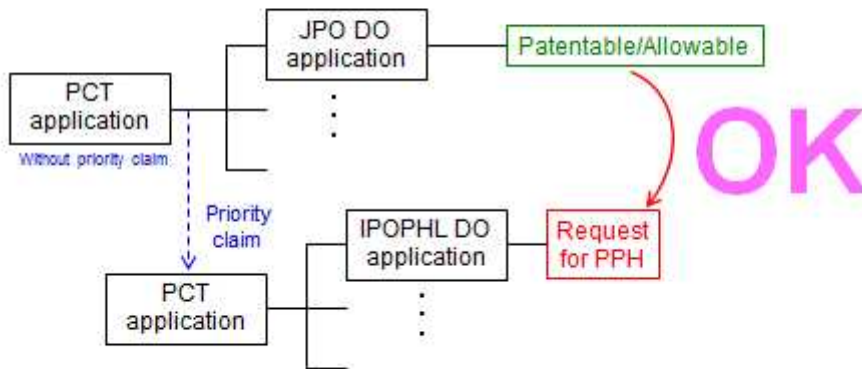 JPO DO
application
Patentable/Allowable
PCT
application
Without priority claim
OK
Priority
claim
IPOPHL DO
application
Request
for PPH
PCT
application